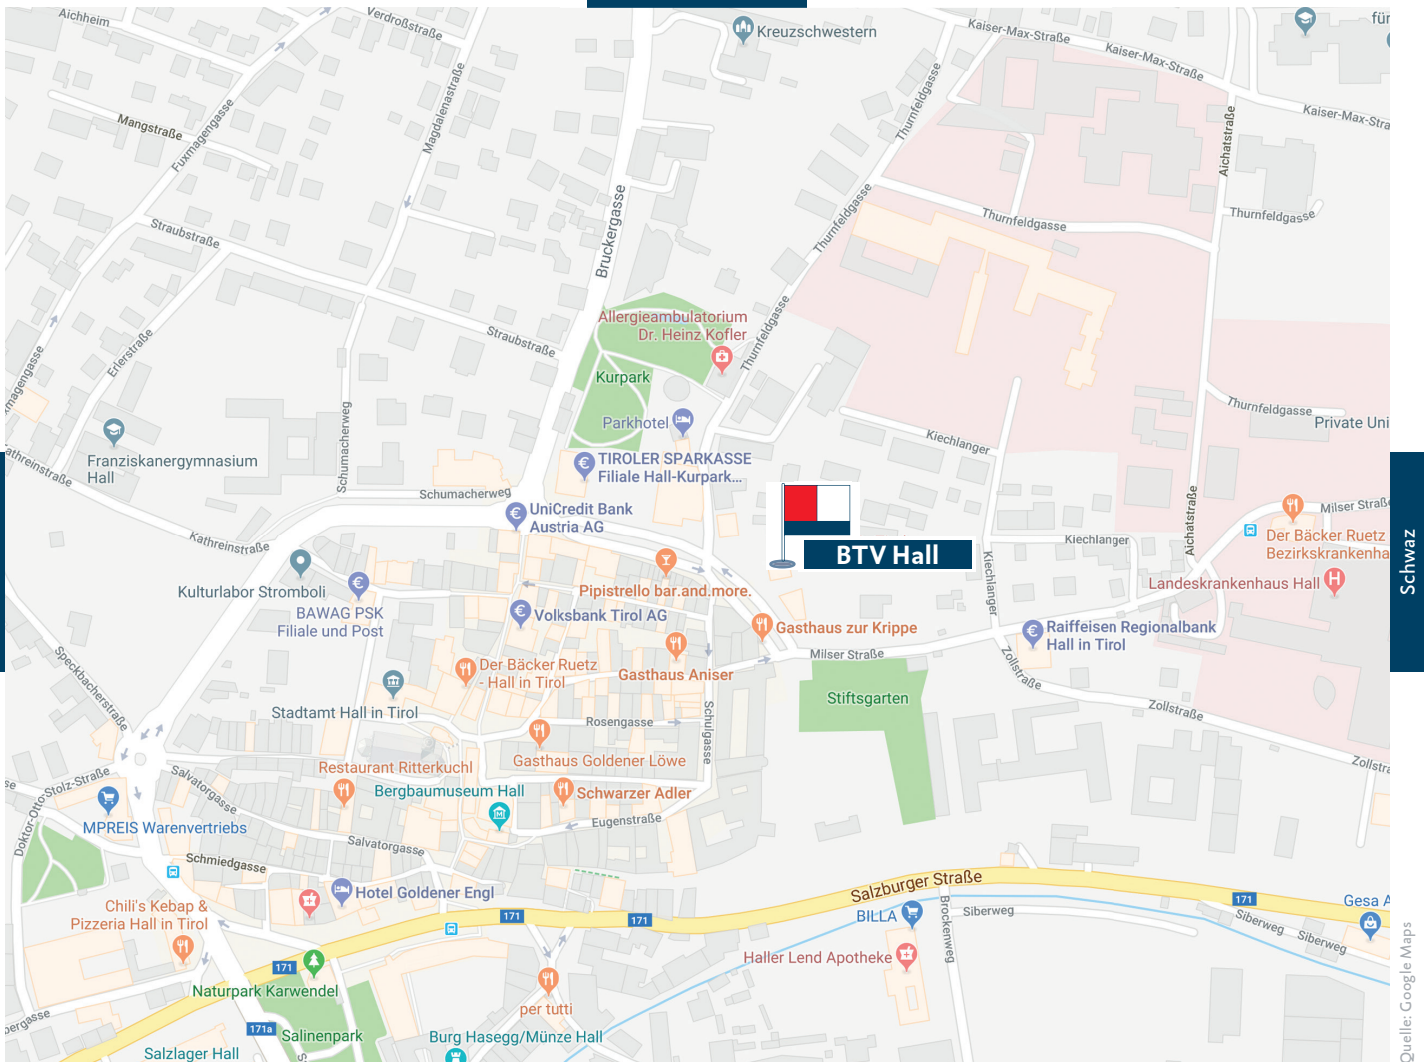 Aichheim
Verdroßstraße
Kreuzschwestern
Kaiser-Max-Straße
Kaiser-Max-Straße
für
Mangstraße
Fuxmagengasse
Magdalenastraße
Thurnfeldgasse
Kaiser-Max-Stra
Aichatstraße
Straubstraße
Bruckergasse
Thurnfeldgasse
Thurnfeldgasse
Thurnfeldgasse
Allergieambulatorium
Dr. Heinz Kofler
Thurnfeldgasse
Straubstraße
Erlerstraße
xmagengasse
Kurpark
Parkhotel
Thurnfeldgasse
Private Uni
Schumacherweg
Kiechlanger
Franziskanergymnasium
Hall
athreinstraße
TIROLER SPARKASSE
Filiale Hall-Kurpark...
Schumacherweg
UniCredit Bank
Austria AG
Kathreinstraße
BTV Hall
Kiechlanger
Aichatstraße
Milser Straße
Der Bäcker Ruetz
Bezirkskrankenha
Schwaz
Kulturlabor Stromboli
BAWAG PSK
Filiale und Post
Pipistrello bar.and.more.
Volksbank Tirol AG
Kiechlanger
Landeskrankenhaus Hall
Gasthaus zur Krippe
Raiffeisen Regionalbank
Hall in Tirol
Der Bäcker Ruetz
- Hall in Tirol
Gasthaus Aniser
Milser Straße
Zollstraße
Speckbacherstraße
Stadtamt Hall in Tirol
Rosengasse
Schulgasse
Stiftsgarten
Zollstraße
Gasthaus Goldener Löwe
Zollstra
Restaurant Ritterkuchl
Bergbaumuseum Hall
Schwarzer Adler
se
Doktor-Otto-Stolz-Straße
Salvatorgasse
MPREIS Warenvertriebs
Eugenstraße
Salvatorgasse
Schmiedgasse
Hotel Goldener Engl
Salzburger Straße
171
Chili's Kebap &
Pizzeria Hall in Tirol
171
171
BILLA
Siberweg
Brockenweg
Siberweg
Siberweg
Gesa A
Haller Lend Apotheke
171
Naturpark Karwendel
per tutti
bergasse
171a
Salinenpark
S
Burg Hasegg/Münze Hall
Salzlager Hall
Quelle: Google Maps